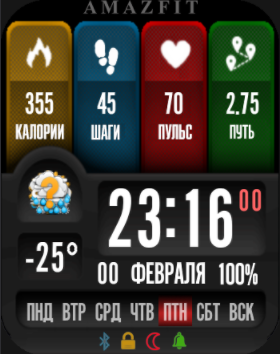 AMAZFIT
355 45 70 2.75
КАЛОРИИ ШАГИ ПУЛЬС ПУТЬ
?
23:16 00
-25°
00 ФЕВРАЛЯ 100%
ПНД ВТР СРД ЧТВ ПТН СБТ ВСК